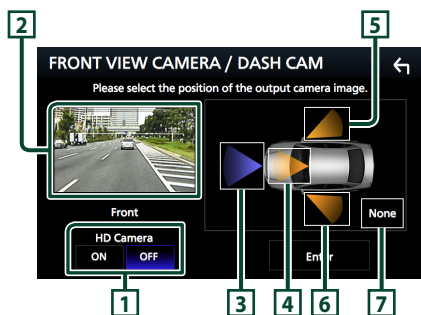 2
5
FRONT VIEW CAMERA / DASH CAM
Please select the position of the output camera image.
Front
None
HD Camera
ON OFF
Enter
1
3
4
6
7